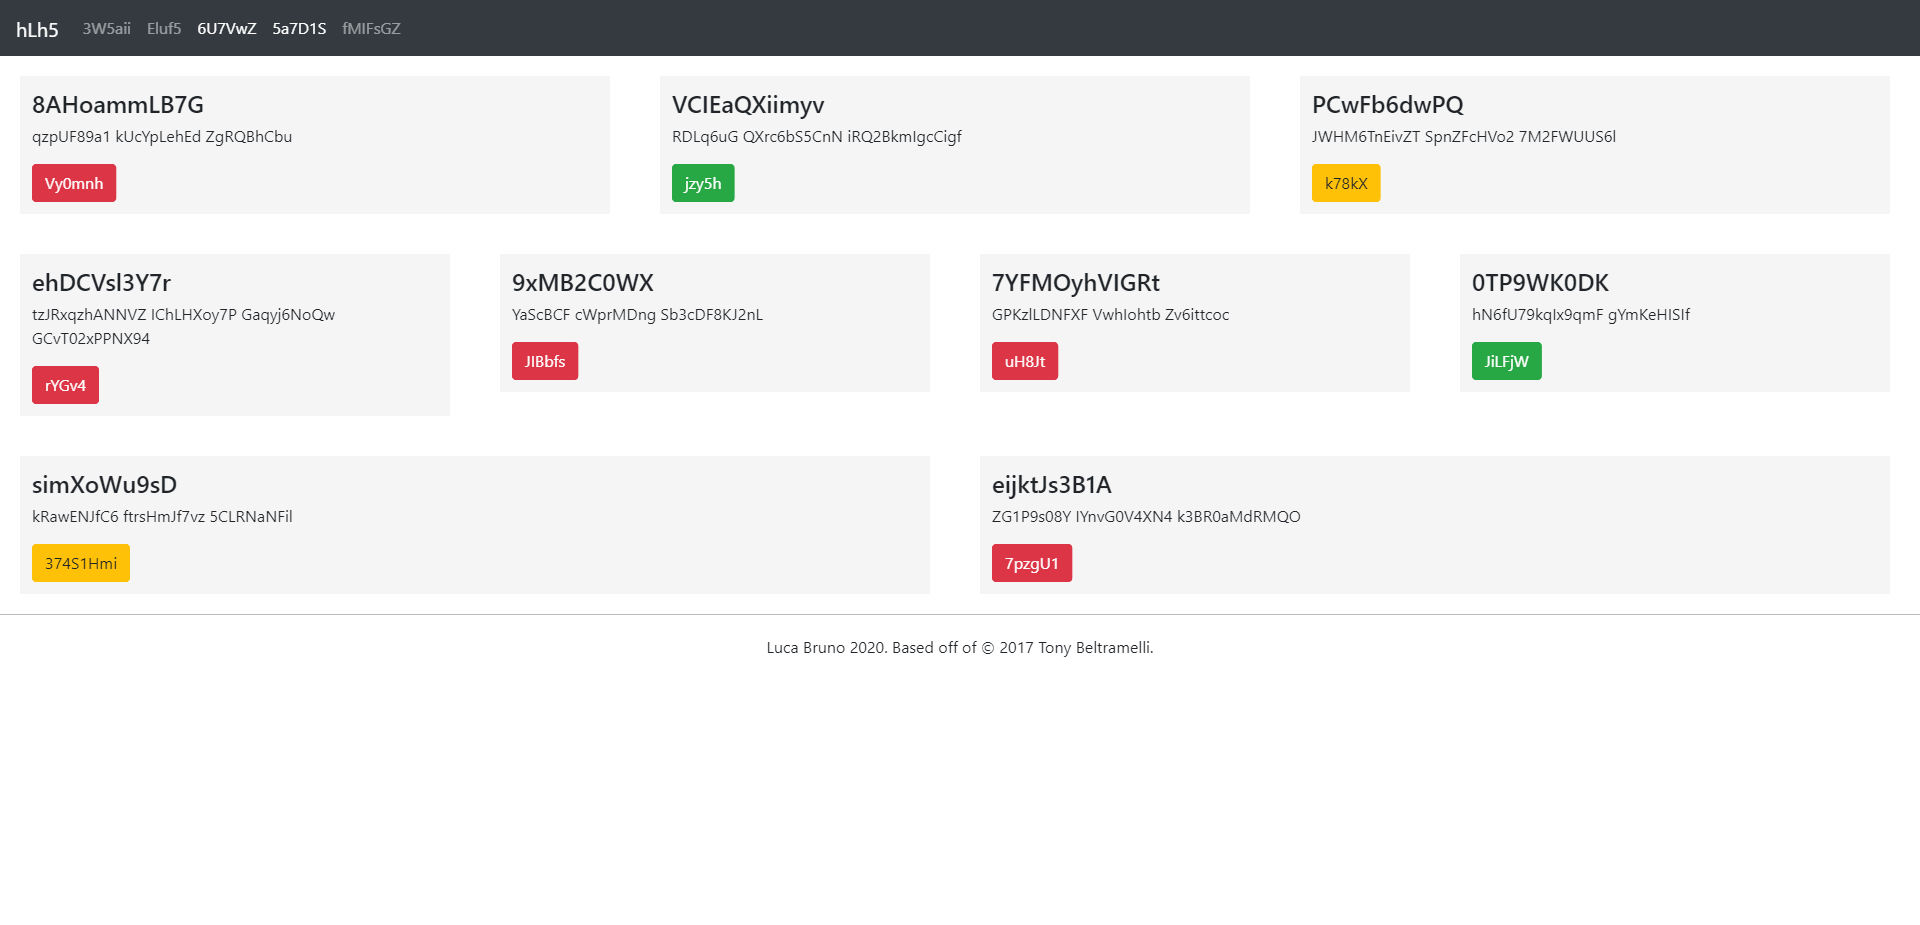 hLh5 3W5aii Eluf5 6U7VwZ 5a7D1S fMIFsGZ
8AHoammLB7G
qzpUF89a1 kUcYpLehEd ZgRQBhCbu
Vy0mnh
VCIEaQXiimyv
RDLq6uG QXrc6bS5CnN iRQ2BkmIgcCigf
jzy5h
PCwFb6dwPQ
JWHM6TnEivZT SpnZFcHVo2 7M2FWUUS6l
k78kX
ehDCVsl3Y7r
tzJRxqzhANNVZ IChLHXoy7P Gaqyj6NoQw
GCvT02xPPNX94
rYGv4
9xMB2C0WX
YaScBCF cWprMDng Sb3cDF8KJ2nL
JIBbfs
7YFMOyhVIGRt
GPKzlLDNFXF VwhIohtb Zv6ittcoc
uH8Jt
0TP9WK0DK
hN6fU79kqIx9qmF gYmKeHISIf
JiLFjW
simXoWu9sD
kRawENJfC6 ftrsHmJf7vz 5CLRNaNFil
374S1Hmi
eijktJs3B1A
ZG1P9s08Y IYnvG0V4XN4 k3BR0aMdRMQO
7pzgU1
Luca Bruno 2020. Based off of © 2017 Tony Beltramelli.